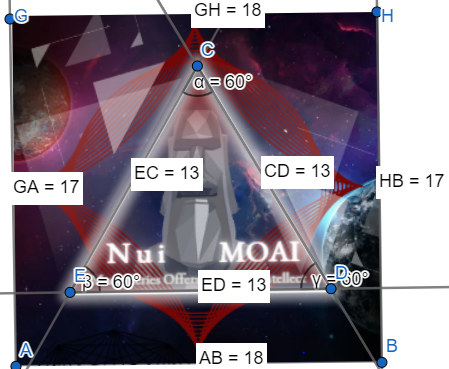 GH = 18
G
H
C
α = 60°
EC = 13
CD = 13
GA = 17
HB = 17
Nui MOAI
E
β = 60°
ED = 13
D
A
B
AB = 18